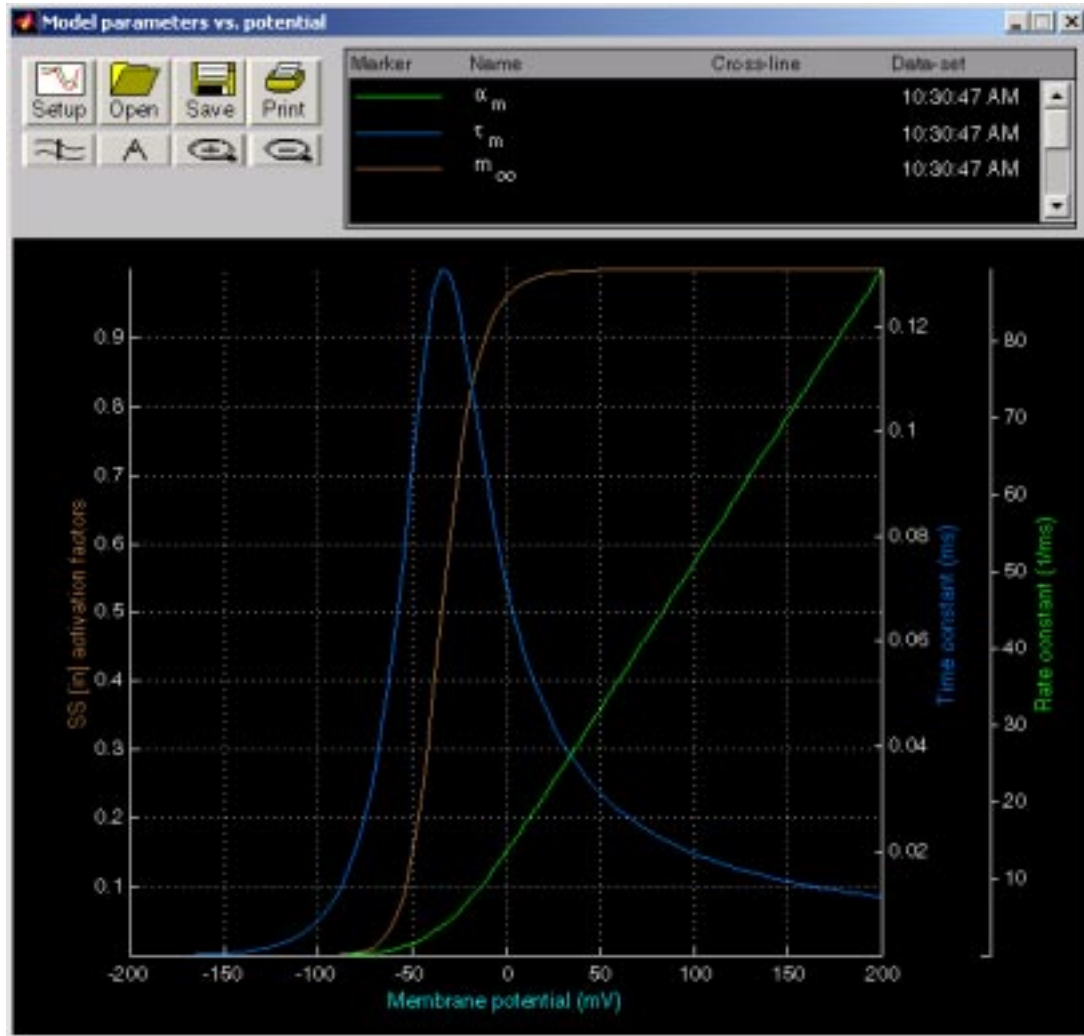 Model parameters vs. potential
Setup Open Save Print
A
Marker Name Cross-line Data-set
α m 10:30:47 AM
τ m 10:30:47 AM
m oo 10:30:47 AM
SS [in] activation factors
0.9
0.8
0.7
0.6
0.5
0.4
0.3
0.2
0.1
-200 -150 -100 -50 0 50 100 150 200
Membrane potential (mV)
0.12
0.1
0.08
0.06
0.04
0.02
Time constant (ms)
80
70
60
50
40
30
20
10
Rate constant (1/ms)